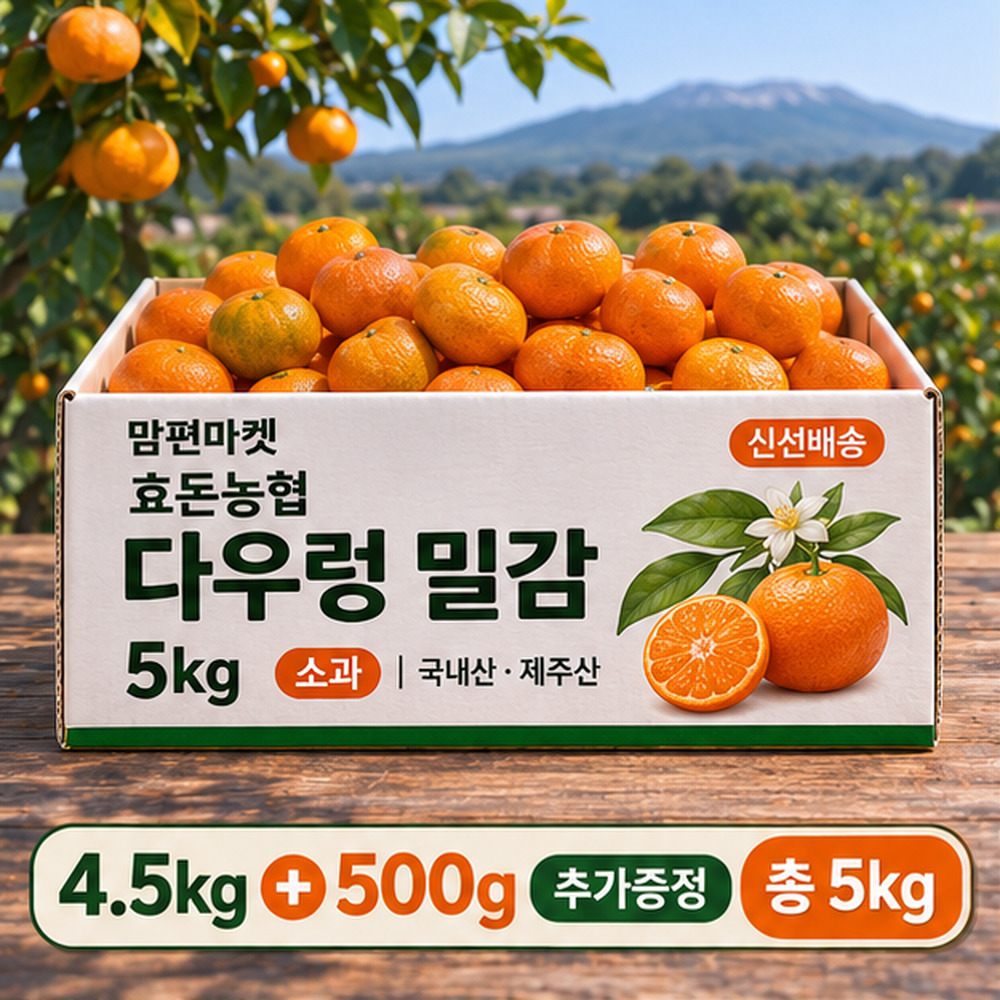 맘편마켓
신선배송
효돈농협
다우렁 밀감
5kg 소과 | 국내산 · 제주산
4.5kg + 500g 추가증정 총 5kg